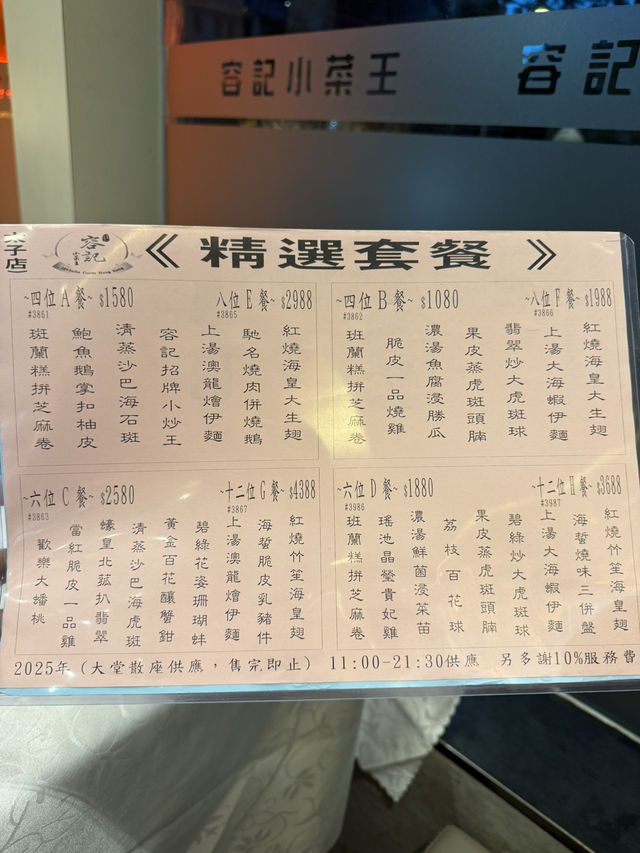 容記小菜王
容記
太子店
容記
小菜王
《精選套餐》
~四位A餐~ $1580
#3861
八位E餐~ $2988
#3865
紅燒海皇大生翅
馳名燒肉併燒鵝
上湯澳龍燴伊麵
容記招牌小炒王
清蒸沙巴海石斑
鮑魚鵝掌扣柚皮
斑蘭糕拼芝麻卷
~四位B餐~ $1080
#3862
~八位F餐~ $1988
#3866
紅燒海皇大生翅
上湯大海蝦伊麵
翡翠炒大虎斑球
果皮蒸虎斑頭腩
濃湯魚腐浸勝瓜
脆皮一品燒雞
斑蘭糕拼芝麻卷
~六位C餐~ $2580
#3863
~十二位G餐~ $4388
#3867
紅燒竹笙海皇翅
海蜇脆皮乳豬件
上湯澳龍燴伊麵
碧綠花姿珊瑚蚌
黃金百花釀蟹鉗
清蒸沙巴海虎斑
蠔皇北菰扒翡翠
當紅脆皮一品雞
歡樂大蟠桃
~六位D餐~ $1880
#3986
~十二位H餐~ $3688
#3987
紅燒竹笙海皇翅
海蜇燒味三併盤
上湯大海蝦伊麵
碧綠炒大虎斑球
果皮蒸虎斑頭腩
荔枝百花球
濃湯鮮菌浸菜苗
瑤池晶瑩貴妃雞
斑蘭糕拼芝麻卷
2025年（大堂散座供應，售完即止） 11:00-21:30供應 另多謝10%服務費